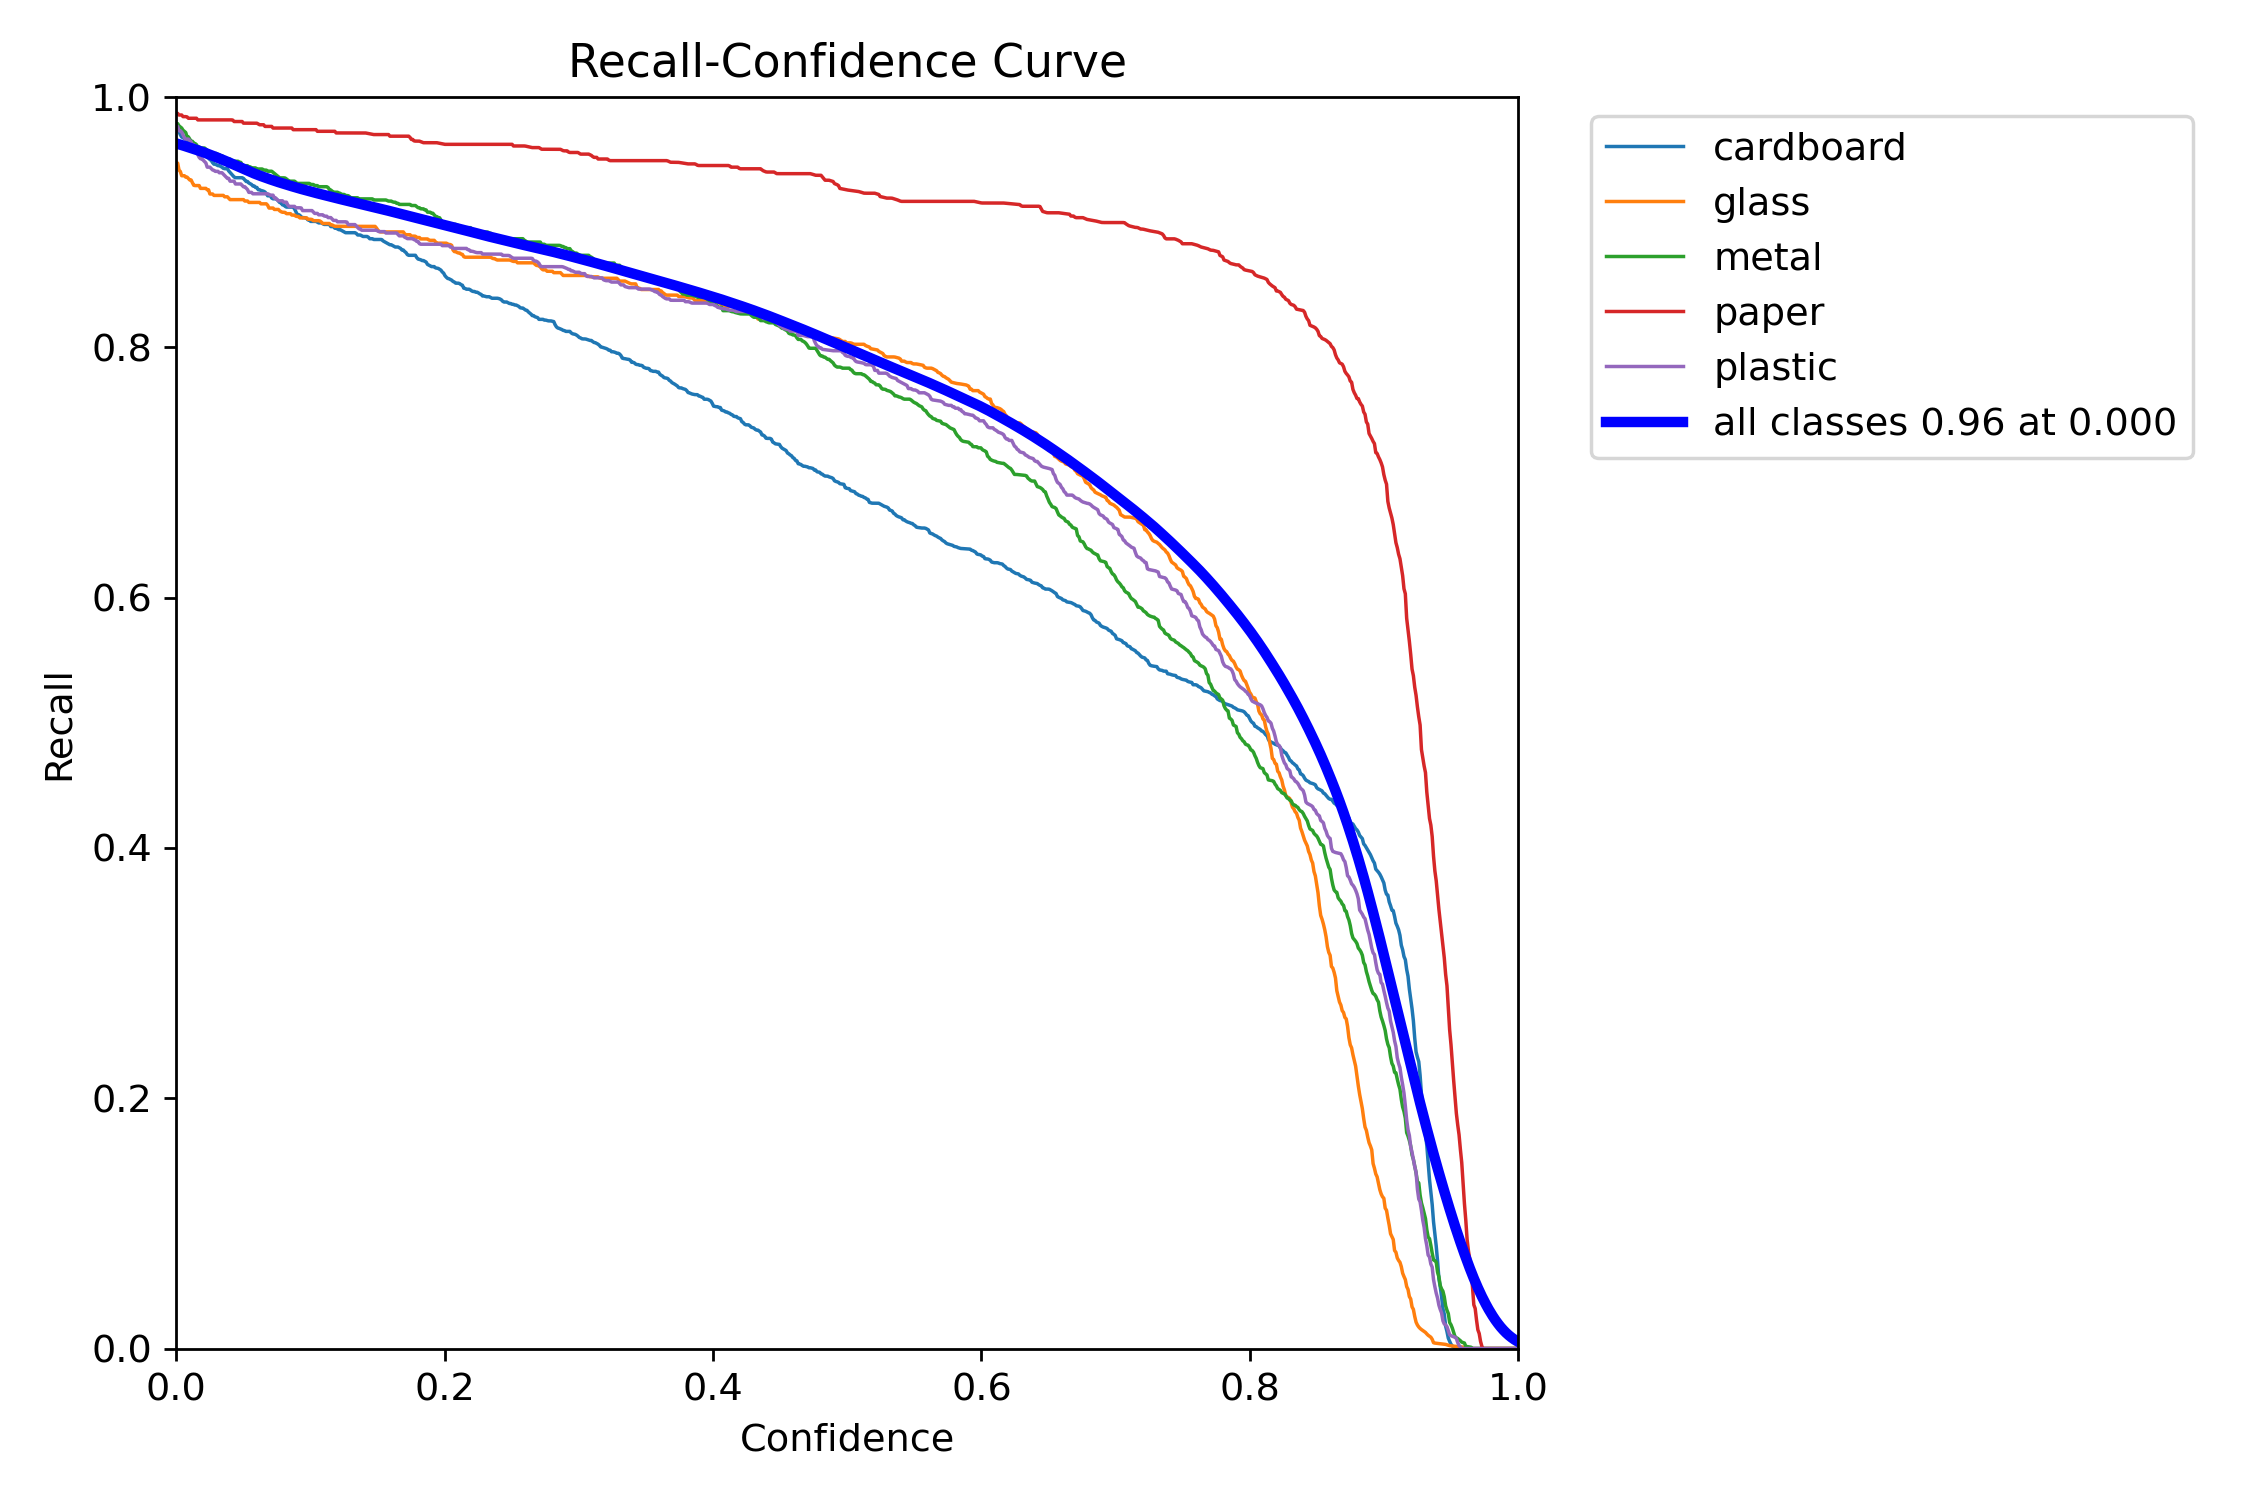 Recall-Confidence Curve
1.0
0.8
0.6
0.4
0.2
0.0
Recall
0.0 0.2 0.4 0.6 0.8 1.0
Confidence
cardboard
glass
metal
paper
plastic
all classes 0.96 at 0.000